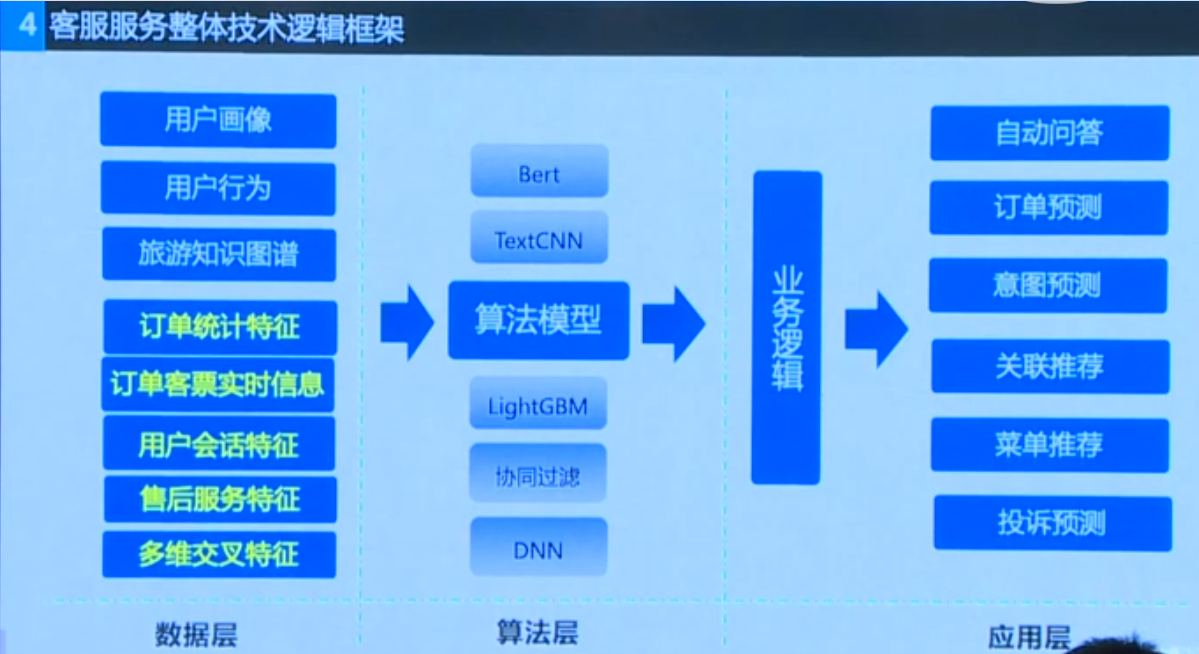 4 客服服务整体技术逻辑框架
用户画像
用户行为
旅游知识图谱
订单统计特征
订单客票实时信息
用户会话特征
售后服务特征
多维交叉特征
数据层
Bert
TextCNN
算法模型
LightGBM
协同过滤
DNN
算法层
业务逻辑
自动问答
订单预测
意图预测
关联推荐
菜单推荐
投诉预测
应用层